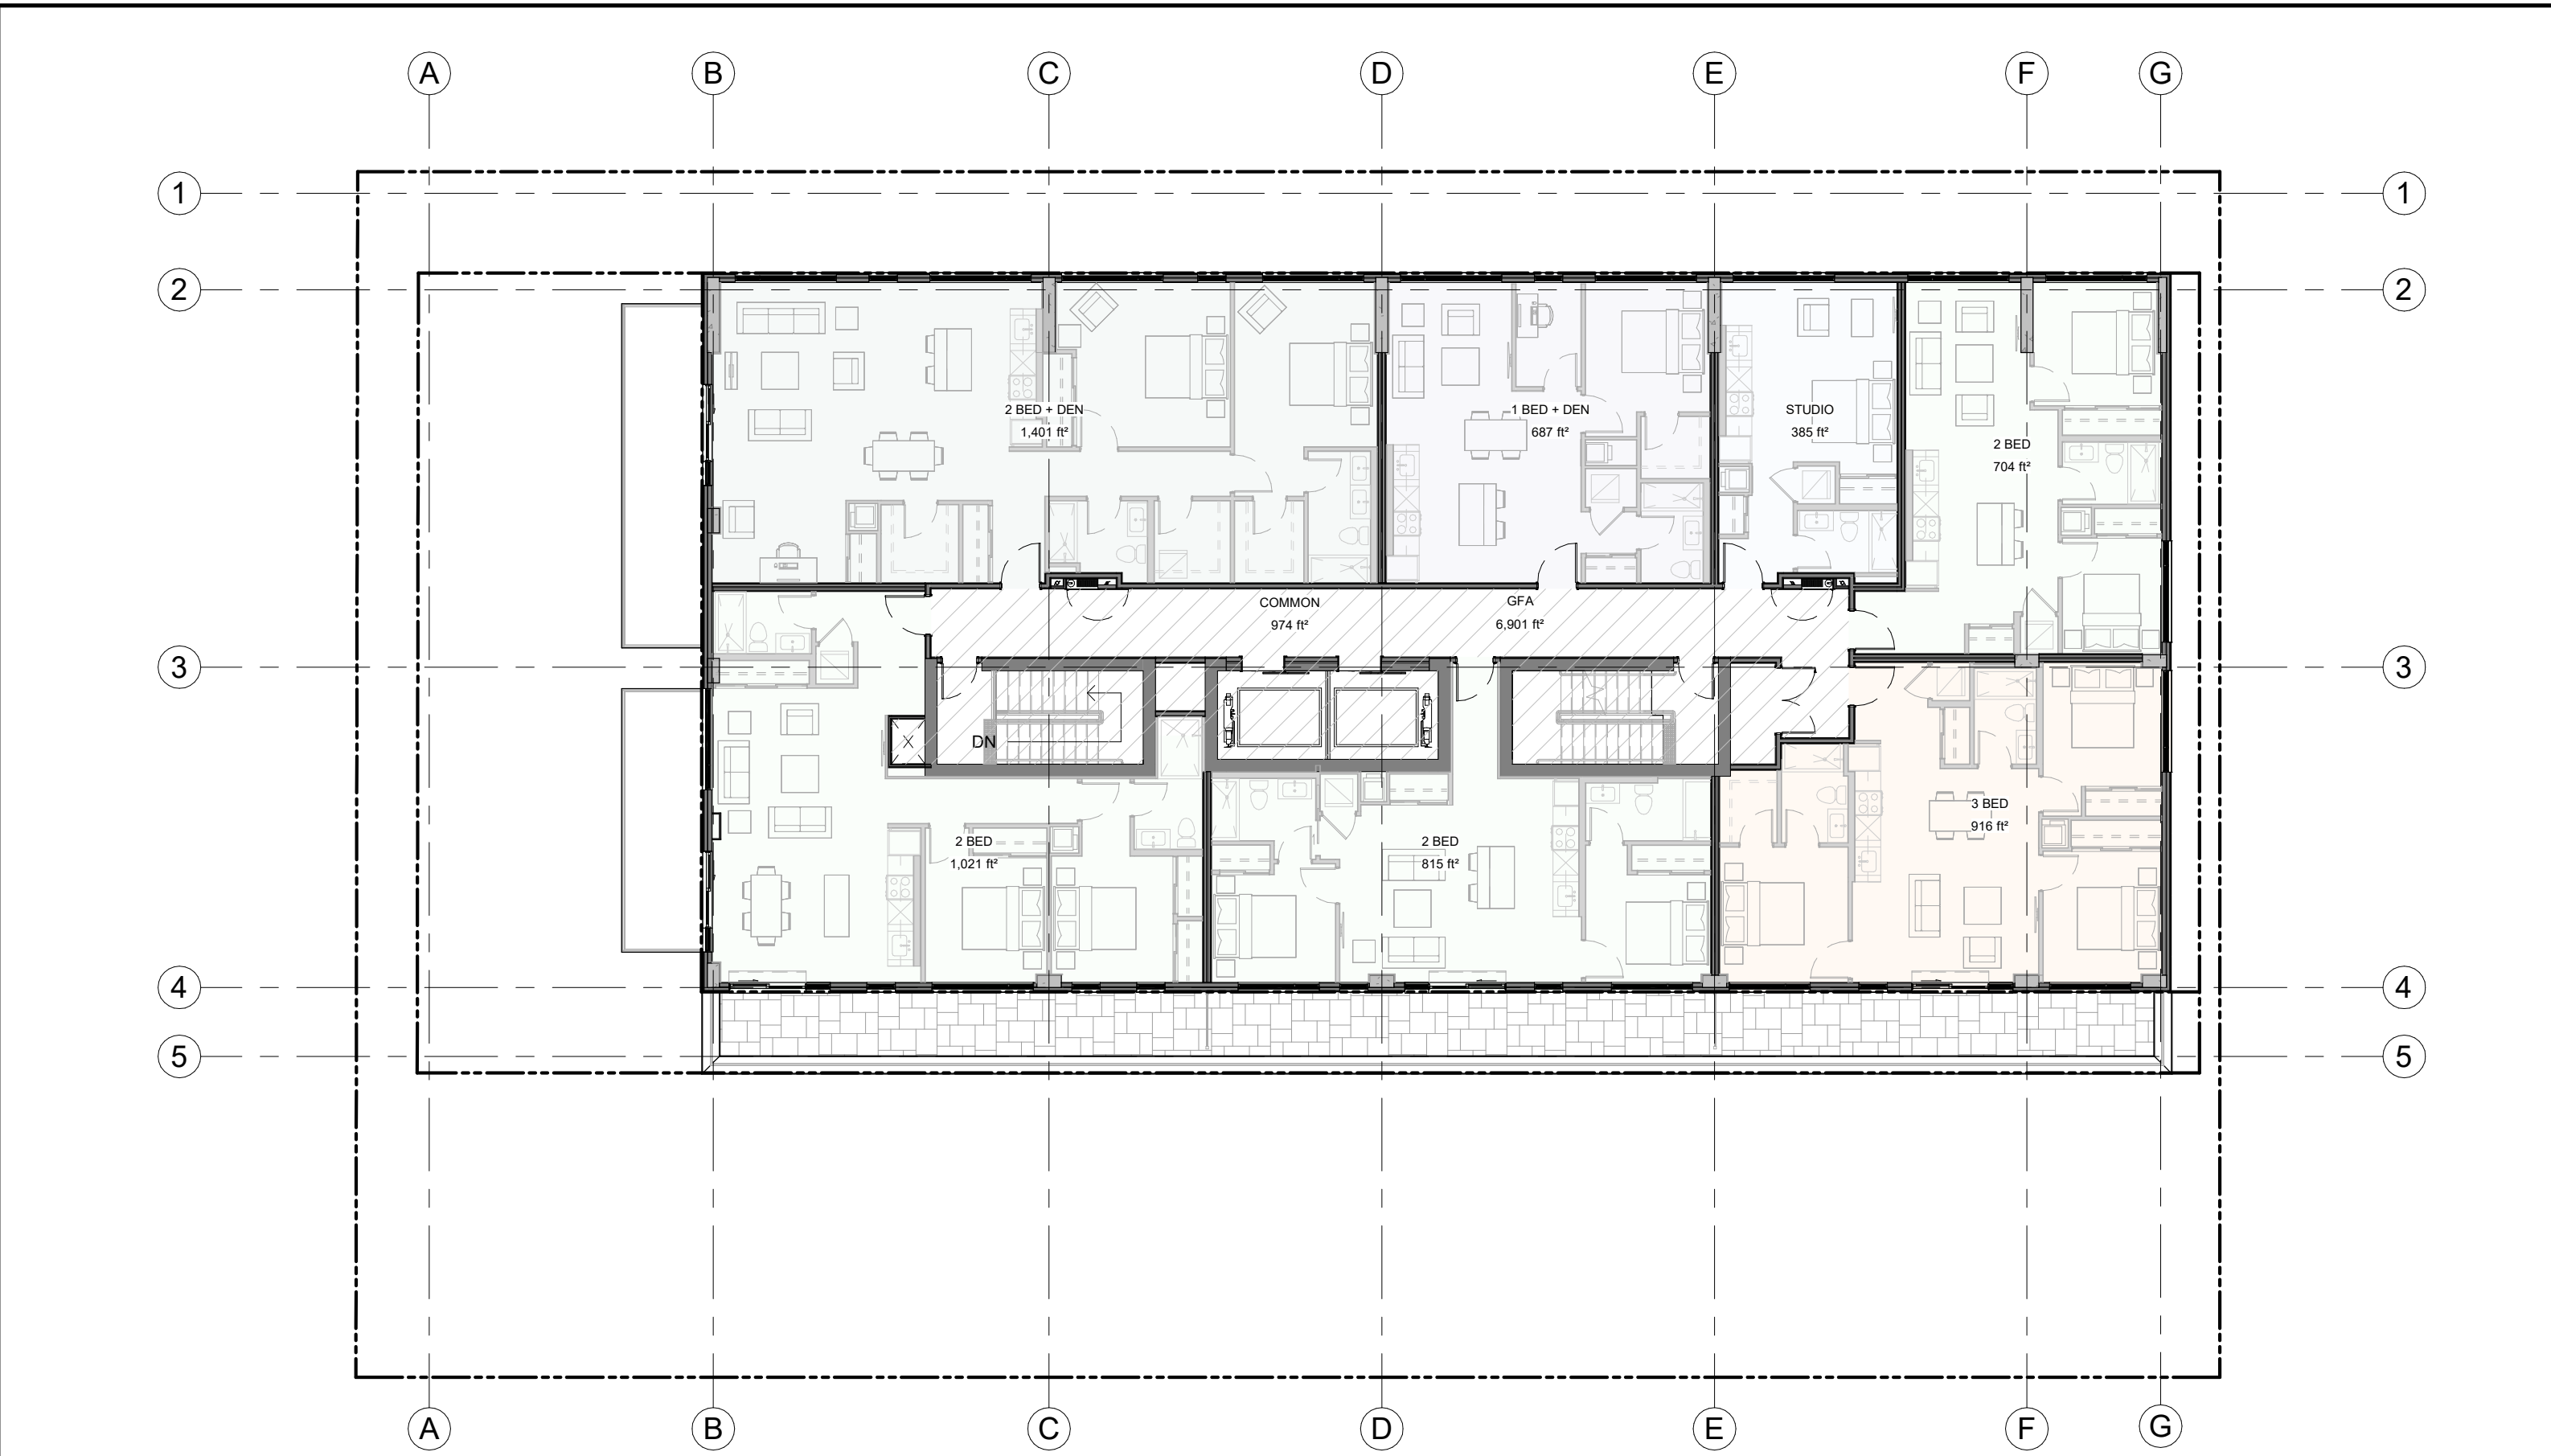 A
B
C
D
E
F
G
1
1
2
2
2 BED + DEN
1,401 ft²
1 BED + DEN
687 ft²
STUDIO
385 ft²
2 BED
704 ft²
COMMON
974 ft²
GFA
6,901 ft²
3
3
DN
2 BED
1,021 ft²
2 BED
815 ft²
3 BED
916 ft²
4
4
5
5
A
B
C
D
E
F
G